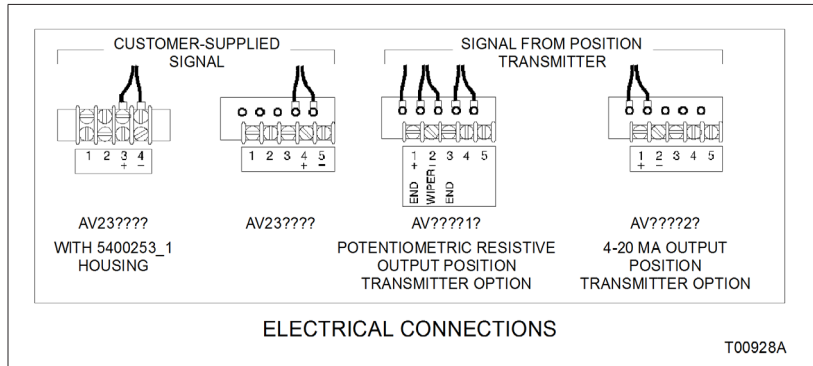 CUSTOMER-SUPPLIED
SIGNAL
SIGNAL FROM POSITION
TRANSMITTER
1 2 3 4
+ −
1 2 3 4 5
+ −
1 2 3 4 5
+ −
END WIPER END
1 2 3 4 5
+ −
AV23????
WITH 5400253_1
HOUSING
AV23????
AV????1?
POTENTIOMETRIC RESISTIVE
OUTPUT POSITION
TRANSMITTER OPTION
AV????2?
4-20 MA OUTPUT
POSITION
TRANSMITTER OPTION
ELECTRICAL CONNECTIONS
T00928A